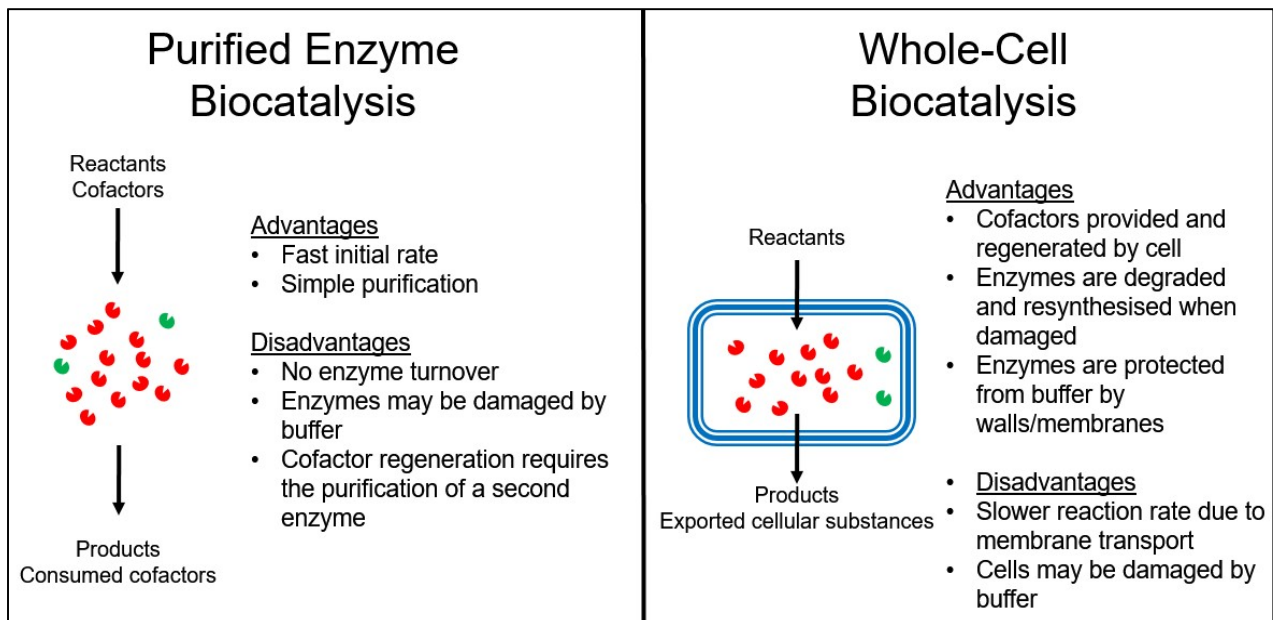 Purified Enzyme
Biocatalysis
Reactants
Cofactors
Advantages
• Fast initial rate
• Simple purification
Disadvantages
• No enzyme turnover
• Enzymes may be damaged by
buffer
• Cofactor regeneration requires
the purification of a second
enzyme
Products
Consumed cofactors
Whole-Cell
Biocatalysis
Reactants
Products
Exported cellular substances
Advantages
• Cofactors provided and
regenerated by cell
• Enzymes are degraded
and resynthesised when
damaged
• Enzymes are protected
from buffer by
walls/membranes
• Disadvantages
• Slower reaction rate due to
membrane transport
• Cells may be damaged by
buffer